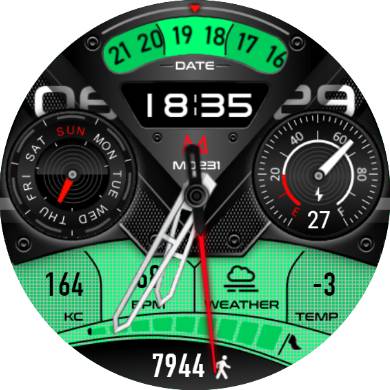 21 20 19 18 17 16
DATE
18:35
MD231
SUN MON TUE WED THU FRI SAT
20 40 60 80
E F
27
164
KC
BPM
WEATHER
-3
TEMP
7944